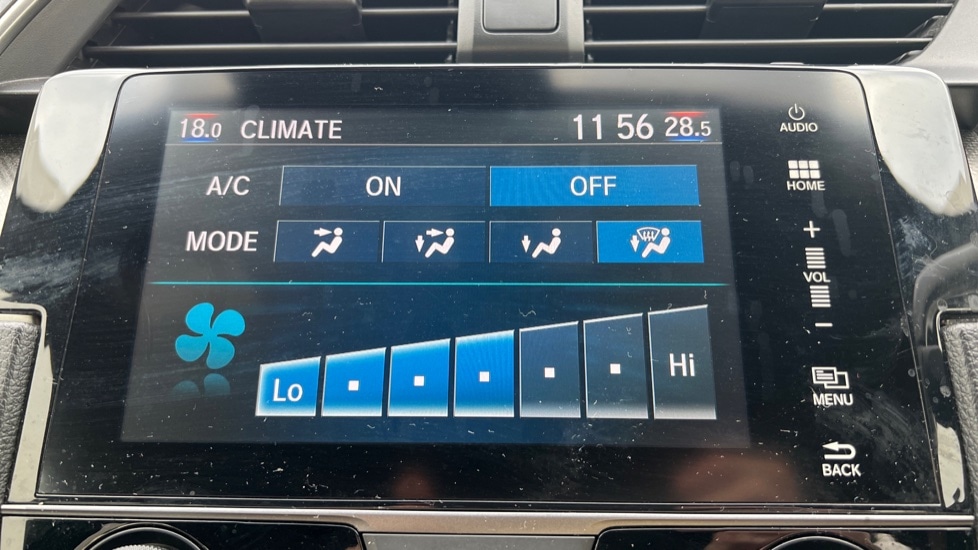 18.0 CLIMATE 11 56 28.5
A/C ON OFF
MODE
Lo Hi
AUDIO
HOME
+
VOL
−
MENU
BACK